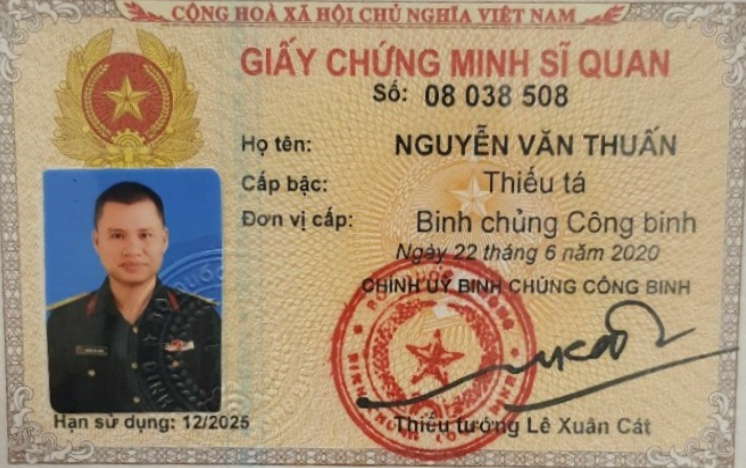 CỘNG HOÀ XÃ HỘI CHỦ NGHĨA VIỆT NAM
GIẤY CHỨNG MINH SĨ QUAN
Số: 08 038 508
Họ tên: NGUYỄN VĂN THUẤN
Cấp bậc: Thiếu tá
Đơn vị cấp: Binh chủng Công binh
Ngày 22 tháng 6 năm 2020
CHÍNH UỶ BINH CHỦNG CÔNG BINH
Hạn sử dụng: 12/2025
Thiếu tướng Lê Xuân Cát